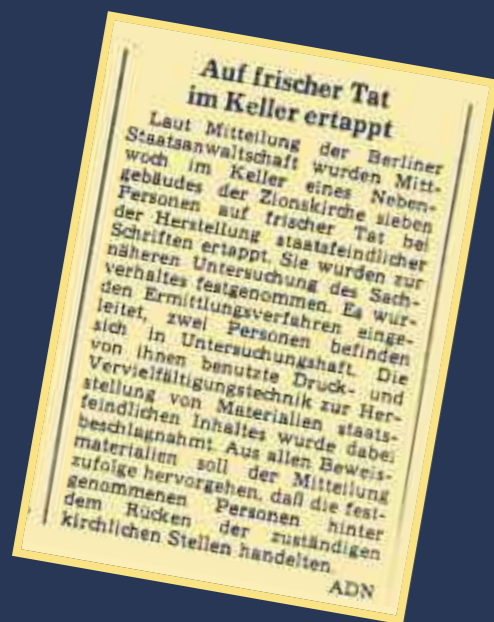 Auf frischer Tat
im Keller ertappt
Laut Mitteilung der Berliner
Staatsanwaltschaft wurden Mitt-
woch im Keller eines Neben-
gebäudes der Zionskirche sieben
Personen auf frischer Tat bei
der Herstellung staatsfeindlicher
Schriften ertappt. Sie wurden zur
näheren Untersuchung des Sach-
verhaltes festgenommen. Es wur-
den Ermittlungsverfahren einge-
leitet, zwei Personen befinden
sich in Untersuchungshaft. Die
von ihnen benutzte Druck- und
Vervielfältigungstechnik zur Her-
stellung von Materialien staats-
feindlichen Inhaltes wurde dabei
beschlagnahmt. Aus allen Beweis-
materialien soll der Mitteilung
zufolge hervorgehen, daß die fest-
genommenen Personen hinter
dem Rücken der zuständigen
kirchlichen Stellen handelten
ADN